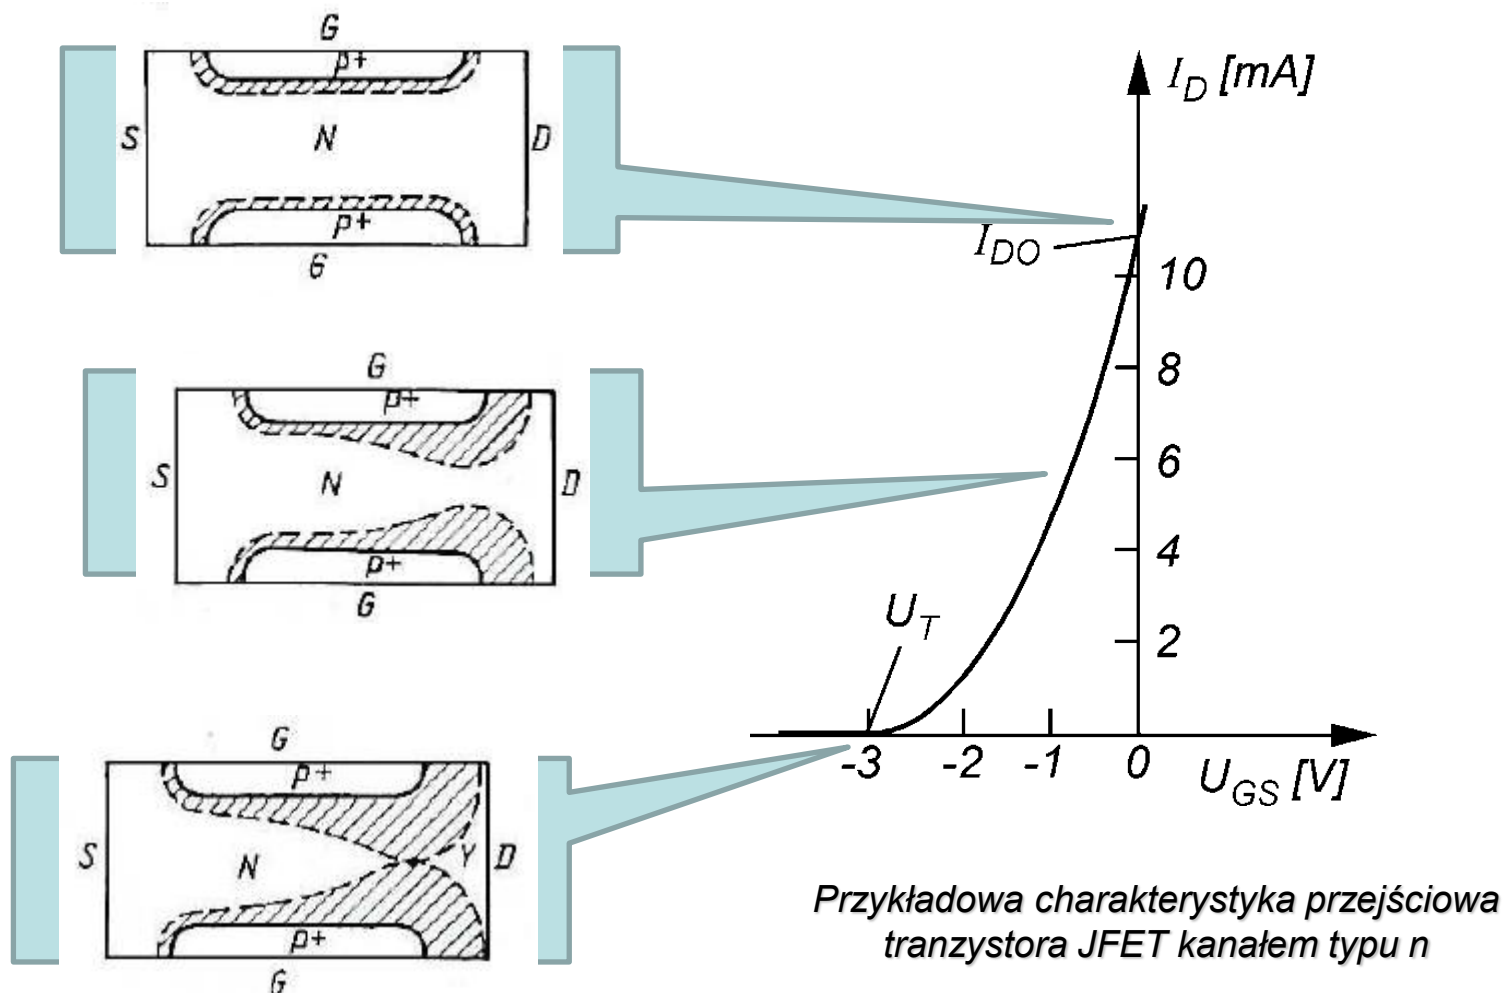 G
p+
S
N
D
p+
G
G
p+
S
N
D
p+
G
G
p+
S
N
Y
D
p+
G
I_D [mA]
I_DO
10
8
6
4
2
U_T
-3
-2
-1
0
U_GS [V]
Przykładowa charakterystyka przejściowa
tranzystora JFET kanałem typu n